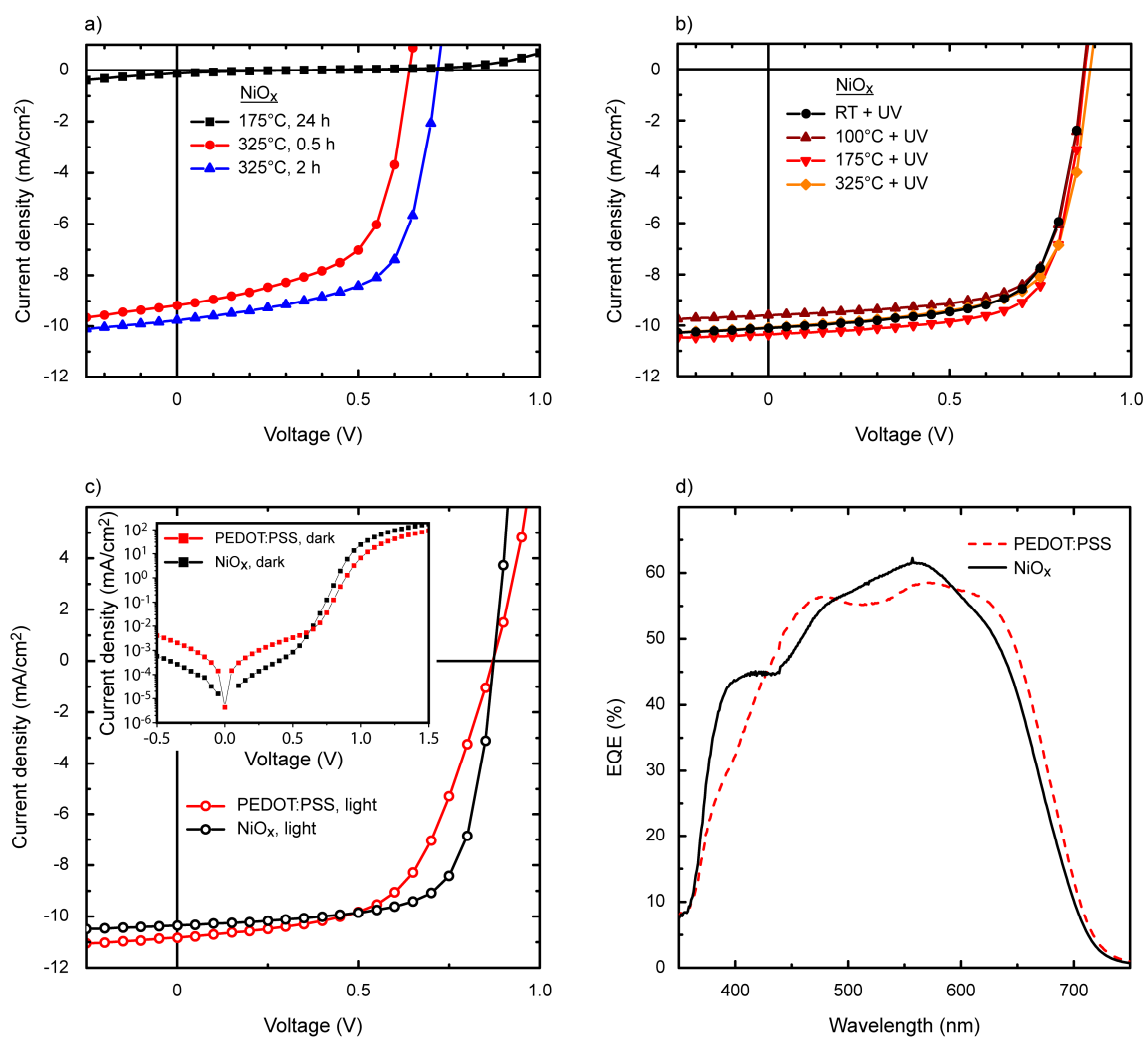 a)
Current density (mA/cm2)
0
-2
-4
-6
-8
-10
-12
NiOx
175°C, 24 h
325°C, 0.5 h
325°C, 2 h
0
0.5
1.0
Voltage (V)
b)
Current density (mA/cm2)
0
-2
-4
-6
-8
-10
-12
NiOx
RT + UV
100°C + UV
175°C + UV
325°C + UV
0
0.5
1.0
Voltage (V)
c)
Current density (mA/cm2)
4
2
0
-2
-4
-6
-8
-10
-12
Current density (mA/cm2)
10²
10¹
10⁰
10⁻¹
10⁻²
10⁻³
10⁻⁴
10⁻⁵
10⁻⁶
PEDOT:PSS, dark
NiOx, dark
-0.5
0.0
0.5
1.0
1.5
Voltage (V)
PEDOT:PSS, light
NiOx, light
0
0.5
1.0
Voltage (V)
d)
EQE (%)
60
50
40
30
20
10
0
PEDOT:PSS
NiOx
400
500
600
700
Wavelength (nm)